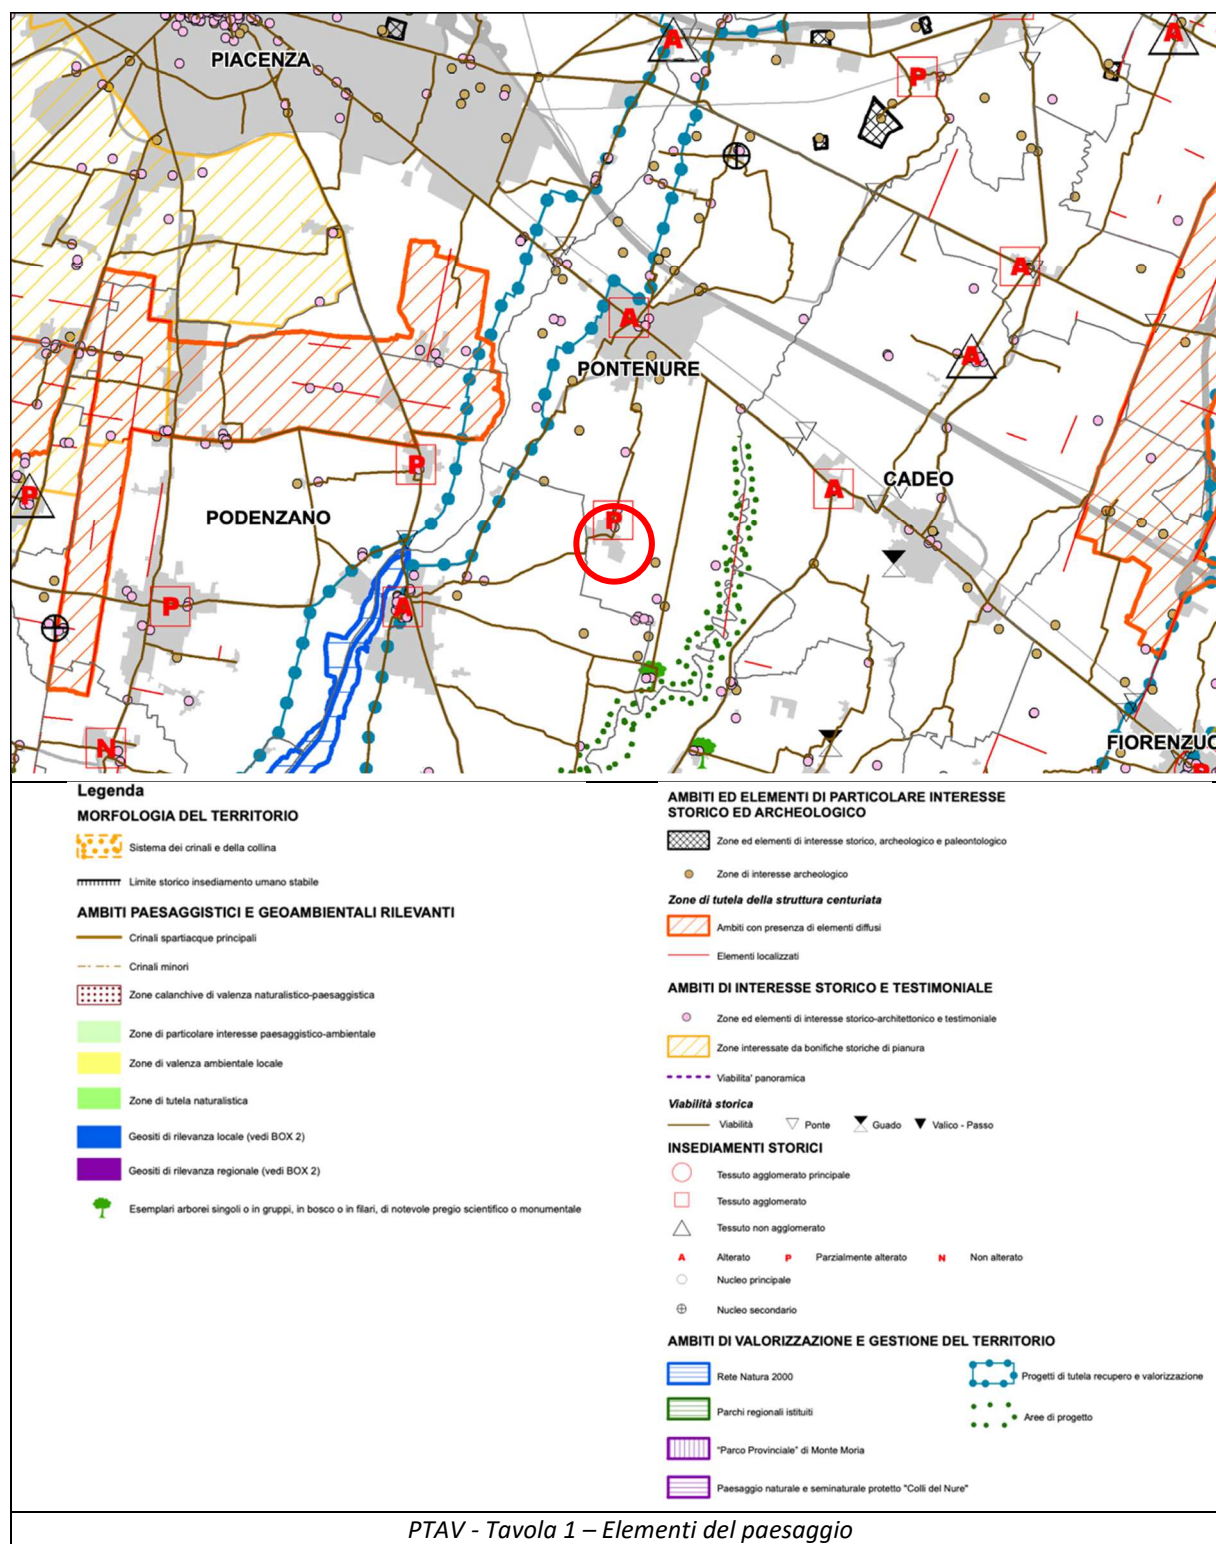 A
A
PIACENZA
P
A
A
A
PONTENURE
P
P
A
CADEO
P
PODENZANO
P
A
N
FIORENZUO
P
Legenda
MORFOLOGIA DEL TERRITORIO
Sistema dei crinali e della collina
Limite storico insediamento umano stabile
AMBITI PAESAGGISTICI E GEOAMBIENTALI RILEVANTI
Crinali spartiacque principali
Crinali minori
Zone calanchive di valenza naturalistico-paesaggistica
Zone di particolare interesse paesaggistico-ambientale
Zone di valenza ambientale locale
Zone di tutela naturalistica
Geositi di rilevanza locale (vedi BOX 2)
Geositi di rilevanza regionale (vedi BOX 2)
Esemplari arborei singoli o in gruppi, in bosco o in filari, di notevole pregio scientifico o monumentale
AMBITI ED ELEMENTI DI PARTICOLARE INTERESSE
STORICO ED ARCHEOLOGICO
Zone ed elementi di interesse storico, archeologico e paleontologico
Zone di interesse archeologico
Zone di tutela della struttura centuriata
Ambiti con presenza di elementi diffusi
Elementi localizzati
AMBITI DI INTERESSE STORICO E TESTIMONIALE
Zone ed elementi di interesse storico-architettonico e testimoniale
Zone interessate da bonifiche storiche di pianura
Viabilita' panoramica
Viabilità storica
Viabilità Ponte Guado Valico - Passo
INSEDIAMENTI STORICI
Tessuto agglomerato principale
Tessuto agglomerato
Tessuto non agglomerato
A Alterato P Parzialmente alterato N Non alterato
Nucleo principale
Nucleo secondario
AMBITI DI VALORIZZAZIONE E GESTIONE DEL TERRITORIO
Rete Natura 2000 Progetti di tutela recupero e valorizzazione
Parchi regionali istituiti Aree di progetto
"Parco Provinciale" di Monte Moria
Paesaggio naturale e seminaturale protetto "Colli del Nure"
PTAV - Tavola 1 – Elementi del paesaggio